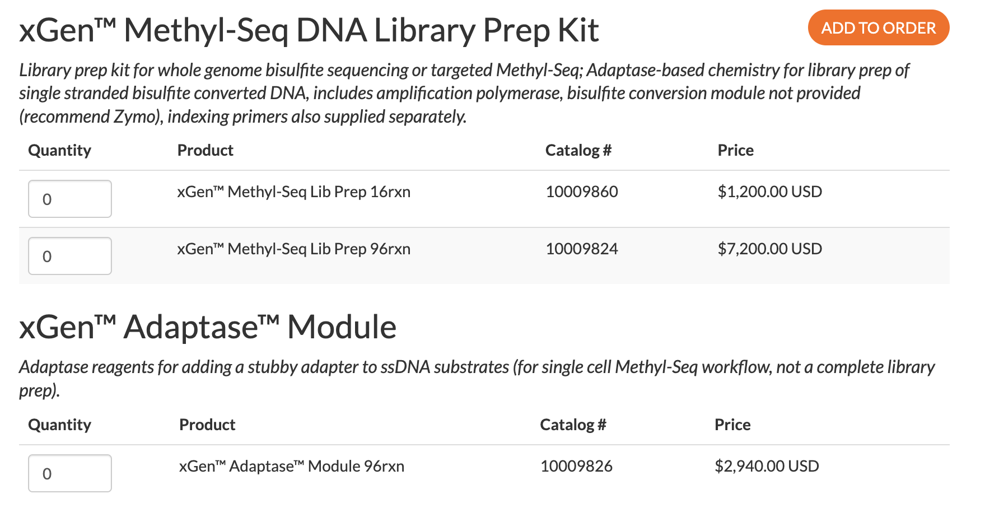 xGen™ Methyl-Seq DNA Library Prep Kit
ADD TO ORDER
Library prep kit for whole genome bisulfite sequencing or targeted Methyl-Seq; Adaptase-based chemistry for library prep of
single stranded bisulfite converted DNA, includes amplification polymerase, bisulfite conversion module not provided
(recommend Zymo), indexing primers also supplied separately.
Quantity Product Catalog # Price
0 xGen™ Methyl-Seq Lib Prep 16rxn 10009860 $1,200.00 USD
0 xGen™ Methyl-Seq Lib Prep 96rxn 10009824 $7,200.00 USD
xGen™ Adaptase™ Module
Adaptase reagents for adding a stubby adapter to ssDNA substrates (for single cell Methyl-Seq workflow, not a complete library
prep).
Quantity Product Catalog # Price
0 xGen™ Adaptase™ Module 96rxn 10009826 $2,940.00 USD